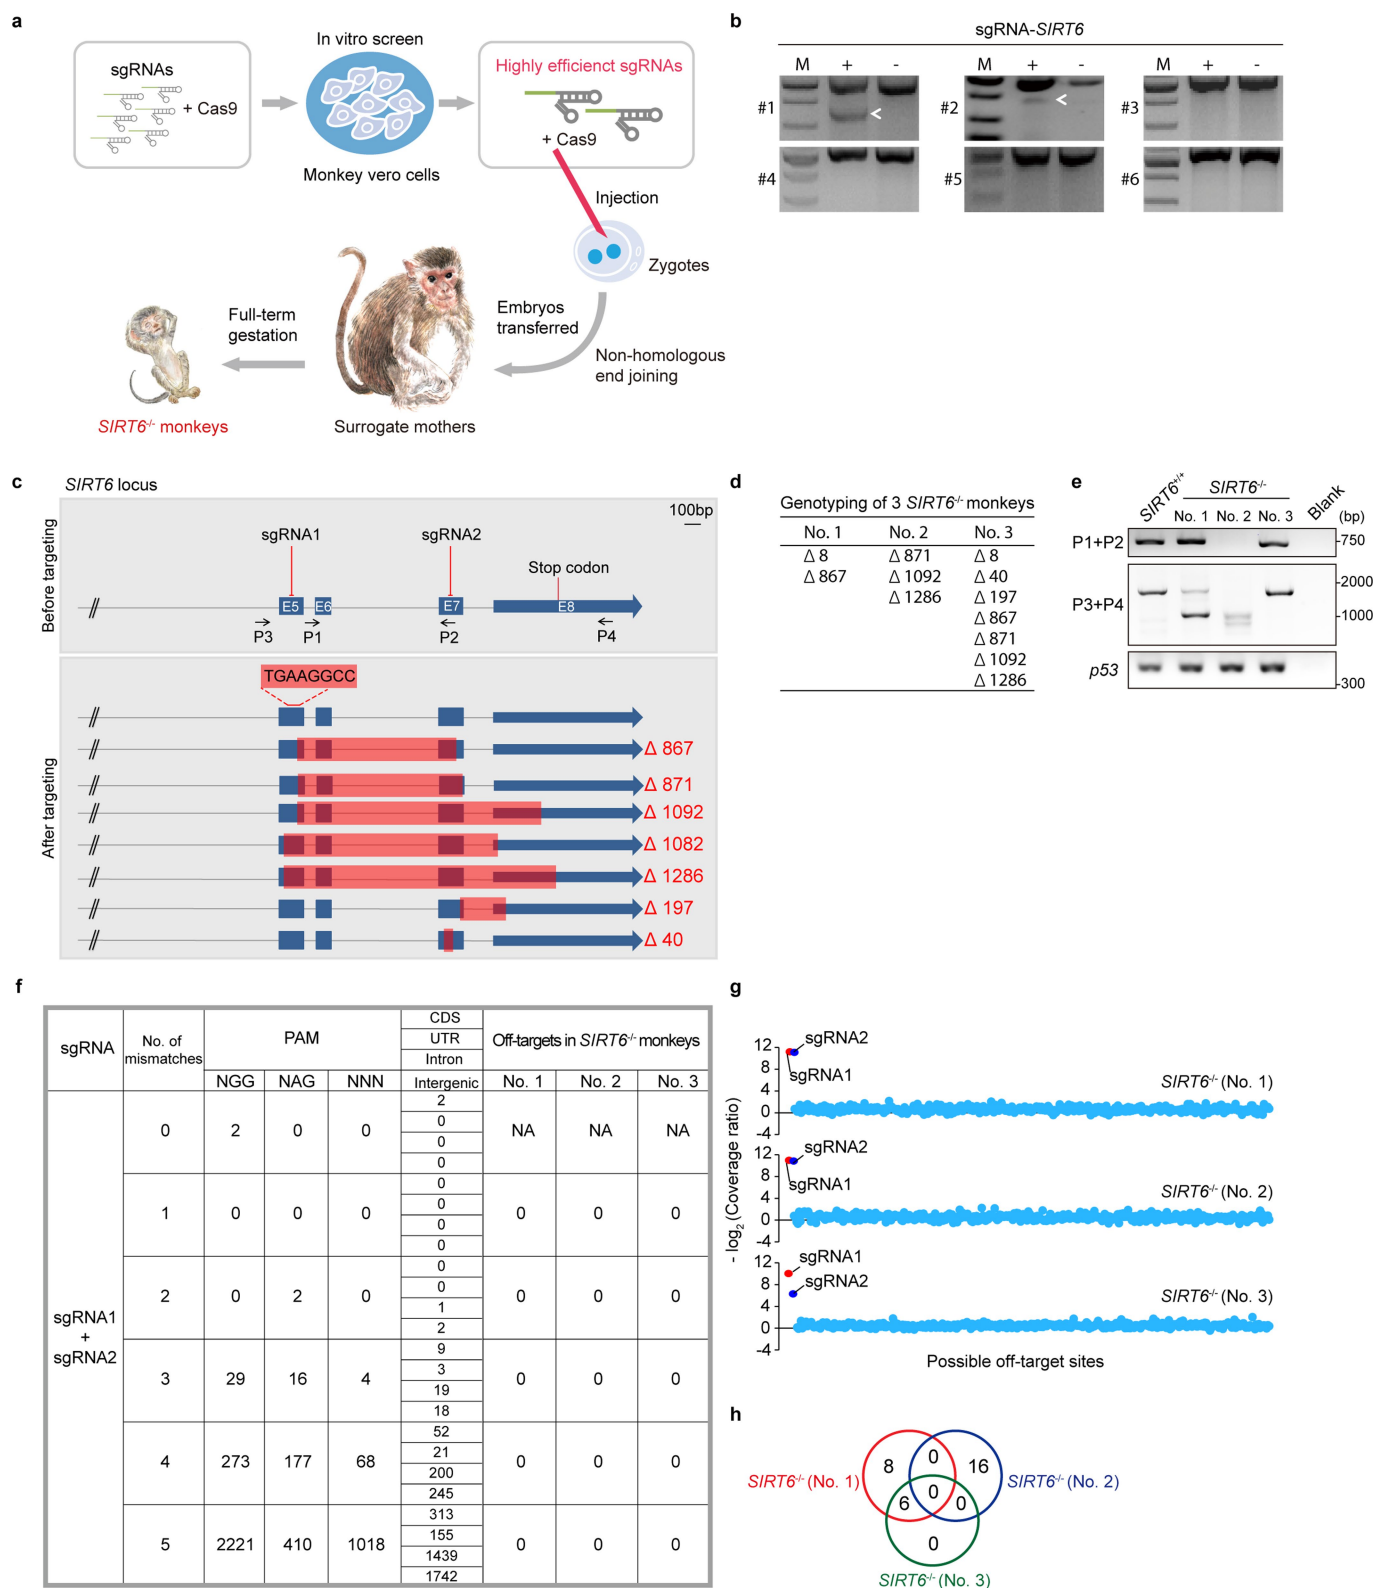 a
In vitro screen
sgRNAs
+ Cas9
Monkey vero cells
Highly efficienct sgRNAs
+ Cas9
Injection
Zygotes
Embryos
transferred
Non-homologous
end joining
Full-term
gestation
SIRT6-/- monkeys
Surrogate mothers
b
sgRNA-SIRT6
M + - M + - M + -
#1 #2 #3
#4 #5 #6
c
SIRT6 locus
Before targeting
100bp
sgRNA1 sgRNA2
Stop codon
E5 E6 E7 E8
P3 P1 P2 P4
After targeting
TGAAGGCC
Δ 867
Δ 871
Δ 1092
Δ 1082
Δ 1286
Δ 197
Δ 40
d
Genotyping of 3 SIRT6-/- monkeys
No. 1 No. 2 No. 3
Δ 8 Δ 871 Δ 8
Δ 867 Δ 1092 Δ 40
Δ 1286 Δ 197
Δ 867
Δ 871
Δ 1092
Δ 1286
e
SIRT6+/+ SIRT6-/- Blank
No. 1 No. 2 No. 3 (bp)
P1+P2 -750
P3+P4 2000
-1000
p53 -300
f
sgRNA No. of mismatches PAM CDS Off-targets in SIRT6-/- monkeys
UTR
Intron
NGG NAG NNN Intergenic No. 1 No. 2 No. 3
sgRNA1
+
sgRNA2
0 2 0 0 2 0 0 0 NA NA NA
1 0 0 0 0 0 0 0 0 0 0
2 0 2 0 0 0 1 2 0 0 0
3 29 16 4 9 3 19 18 0 0 0
4 273 177 68 52 21 200 245 0 0 0
5 2221 410 1018 313 155 1439 1742 0 0 0
g
- log2 (Coverage ratio)
12
8
4
0
-4
sgRNA2
sgRNA1
SIRT6-/- (No. 1)
12
8
4
0
-4
sgRNA2
sgRNA1
SIRT6-/- (No. 2)
12
8
4
0
-4
sgRNA1
sgRNA2
SIRT6-/- (No. 3)
Possible off-target sites
h
8 0 16
SIRT6-/- (No. 1) SIRT6-/- (No. 2)
6 0 0
0
SIRT6-/- (No. 3)